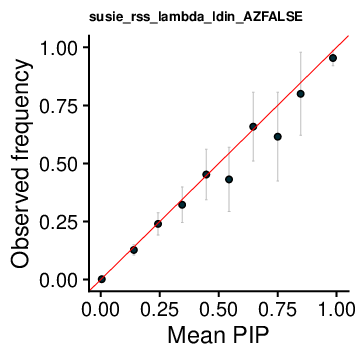 susie_rss_lambda_ldin_AZFALSE
Observed frequency
1.00
0.75
0.50
0.25
0.00
0.00 0.25 0.50 0.75 1.00
Mean PIP